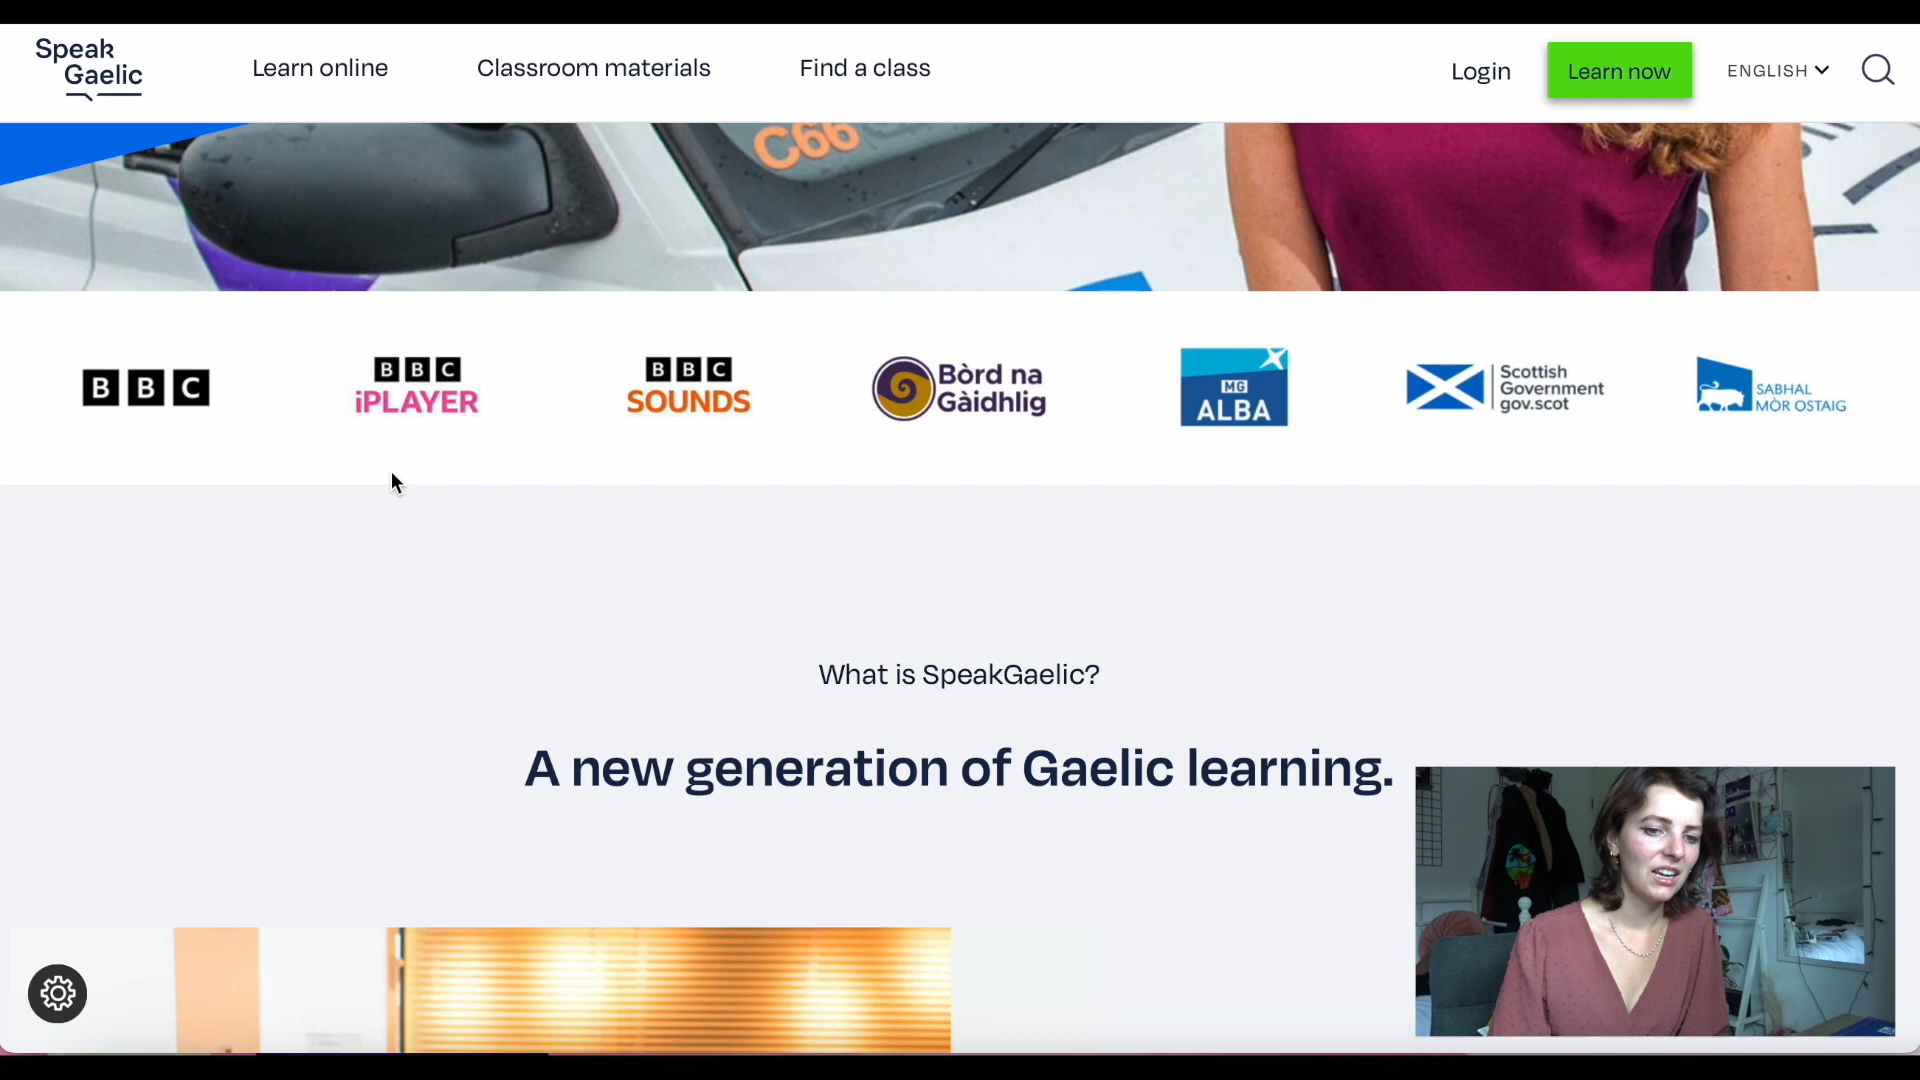 Speak
Gaelic
Learn online
Classroom materials
Find a class
Login
Learn now
ENGLISH
C66
BBC
BBC
iPLAYER
BBC
SOUNDS
Bòrd na
Gàidhlig
MG
ALBA
Scottish
Government
gov.scot
SABHAL
MÒR OSTAIG
What is SpeakGaelic?
A new generation of Gaelic learning.